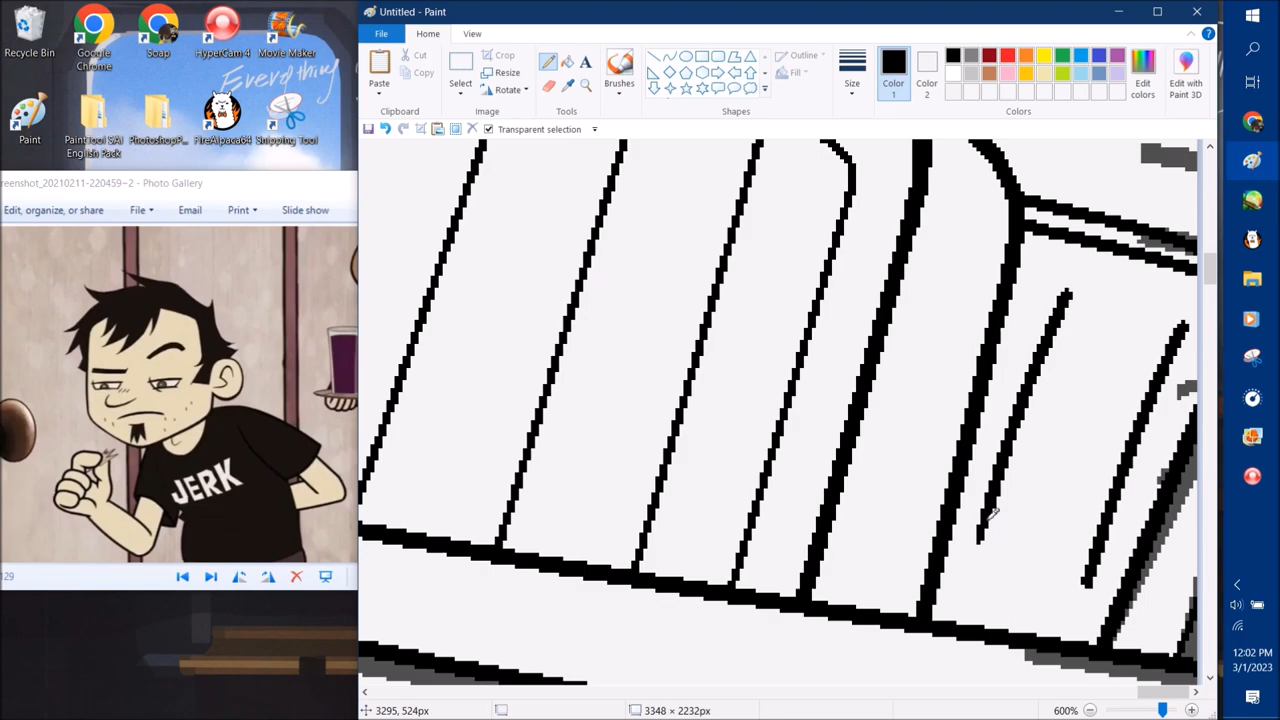 Recycle Bin
Google Chrome
Soap
HyperCam 4
Movie Maker
Everything
Paint
PaintTool SAI English Pack
PhotoshopP...
FireAlpaca64
Snipping Tool
reenshot_20210211-220459~2 - Photo Gallery
Edit, organize, or share
File
Email
Print
Slide show
JERK
129
Untitled - Paint
File
Home
View
Paste
Cut
Copy
Clipboard
Select
Crop
Resize
Rotate
Image
A
Tools
Brushes
Outline
Fill
Shapes
Size
Color 1
Color 2
Edit colors
Colors
Edit with Paint 3D
Transparent selection
3295, 524px
3348 × 2232px
600%
12:02 PM
3/1/2023